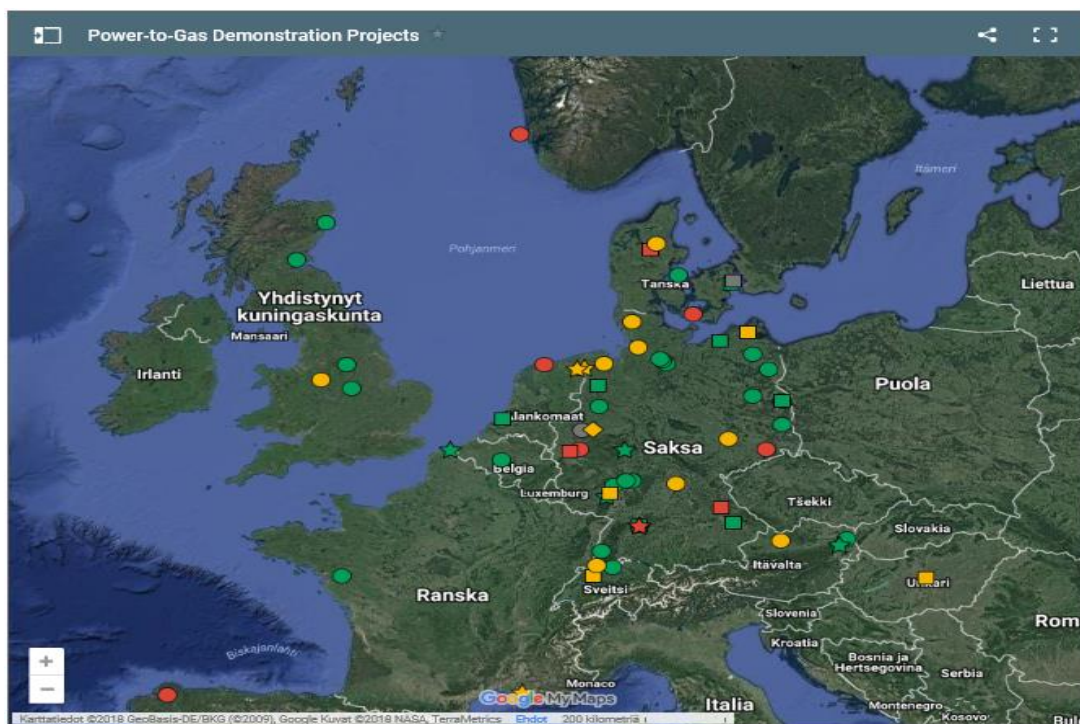 Power-to-Gas Demonstration Projects
Pohjanmeri
Itämeri
Tanska
Liettua
Yhdistynyt
kuningaskunta
Mansaari
Irlanti
Puola
Alankomaat
Saksa
Belgia
Luxemburg
Tšekki
Slovakia
Itävalta
Unkari
Ranska
Sveitsi
Slovenia
Kroatia
Rom
Biskajanlahti
Bosnia ja
Hertsegovina
Serbia
Monaco
Italia
Montenegro
Kosovo
+
−
Google My Maps
Karttatiedot ©2018 GeoBasis-DE/BKG (©2009), Google Kuvat ©2018 NASA, TerraMetrics Ehdot 200 kilometriä